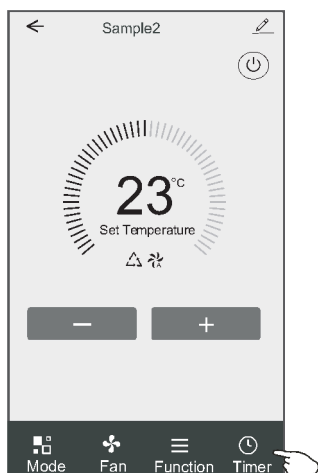 Sample2
23°C
Set Temperature
A
− +
Mode Fan Function Timer